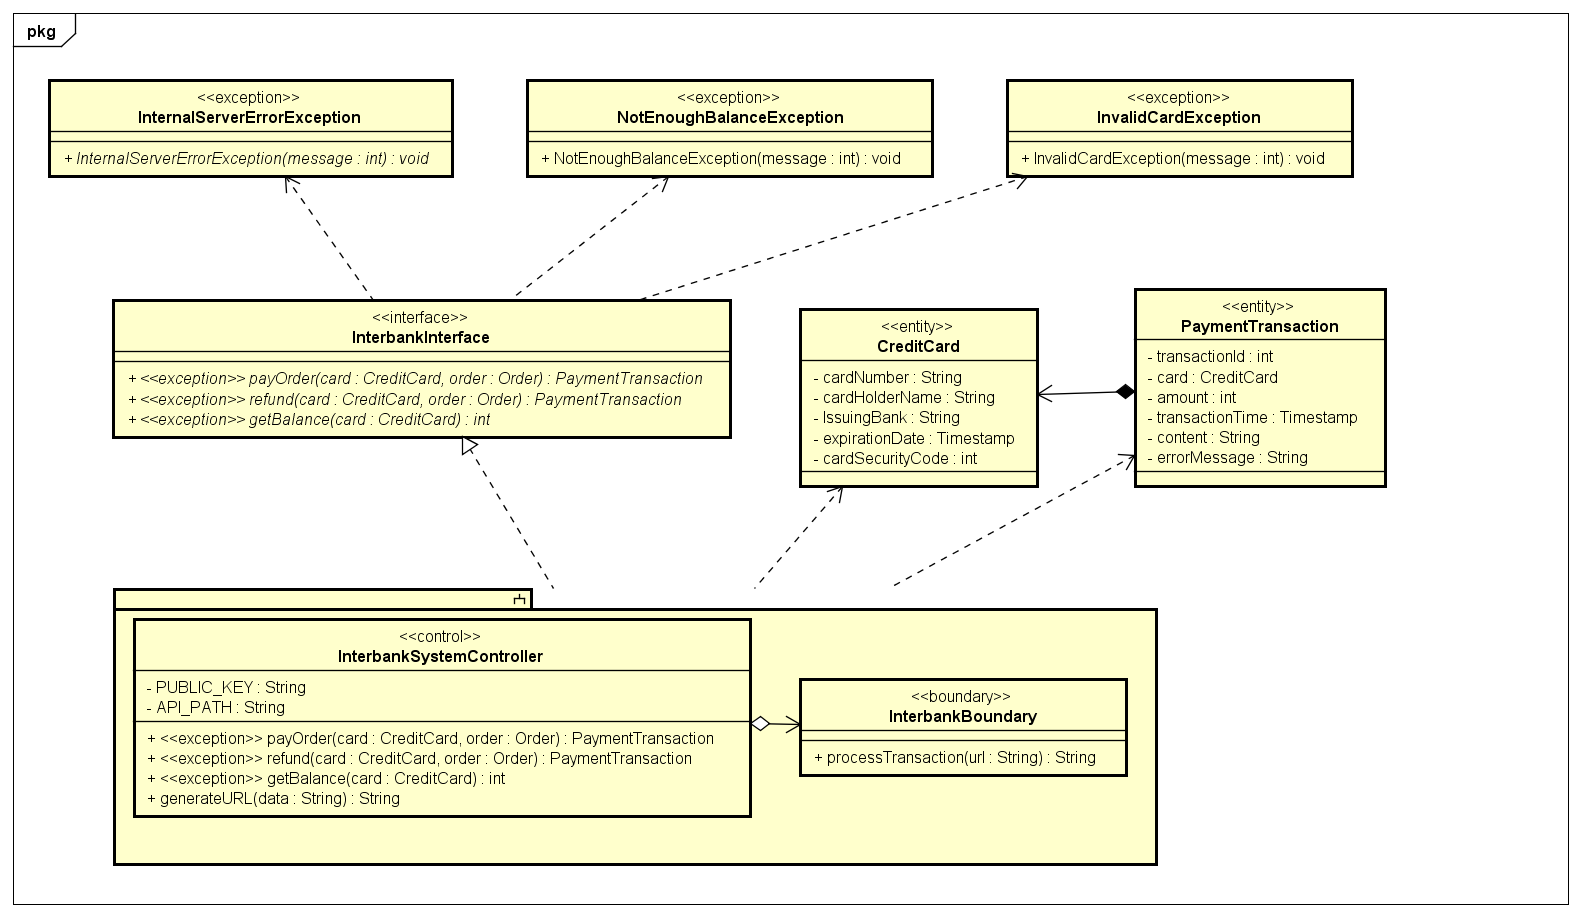 pkg
<<exception>>
InternalServerErrorException
+ InternalServerErrorException(message : int) : void
<<exception>>
NotEnoughBalanceException
+ NotEnoughBalanceException(message : int) : void
<<exception>>
InvalidCardException
+ InvalidCardException(message : int) : void
<<interface>>
InterbankInterface
+ <<exception>> payOrder(card : CreditCard, order : Order) : PaymentTransaction
+ <<exception>> refund(card : CreditCard, order : Order) : PaymentTransaction
+ <<exception>> getBalance(card : CreditCard) : int
<<entity>>
CreditCard
- cardNumber : String
- cardHolderName : String
- IssuingBank : String
- expirationDate : Timestamp
- cardSecurityCode : int
<<entity>>
PaymentTransaction
- transactionId : int
- card : CreditCard
- amount : int
- transactionTime : Timestamp
- content : String
- errorMessage : String
<<control>>
InterbankSystemController
- PUBLIC_KEY : String
- API_PATH : String
+ <<exception>> payOrder(card : CreditCard, order : Order) : PaymentTransaction
+ <<exception>> refund(card : CreditCard, order : Order) : PaymentTransaction
+ <<exception>> getBalance(card : CreditCard) : int
+ generateURL(data : String) : String
<<boundary>>
InterbankBoundary
+ processTransaction(url : String) : String